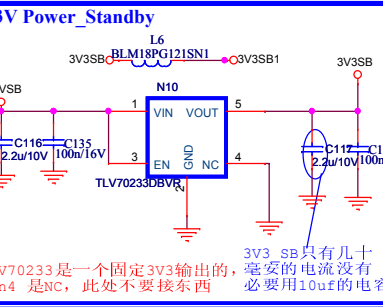 3V Power_Standby
L6
3V3SB
BLM18PG121SN1
3V3SB1
3V3SB
VSB
N10
1
VIN
VOUT
5
C116
2.2u/10V
C135
100n/16V
3
EN
GND
NC
4
C117
2.2u/10V
C1
100n
TLV70233DBVR
2
3V3 SB只有几十
V70233是一个固定3V3输出的，
毫安的电流没有
n4 是NC，此处不要接东西
必要用10uf的电容